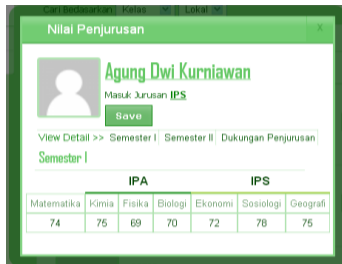 Cari Bedasarkan Kelas Lokal
Nilai Penjurusan X
Agung Dwi Kurniawan
Masuk Jurusan IPS
Save
View Detail >> Semester I Semester II Dukungan Penjurusan
Semester I
IPA IPS
Matematika Kimia Fisika Biologi Ekonomi Sosiologi Geografi
74 75 69 70 72 78 75